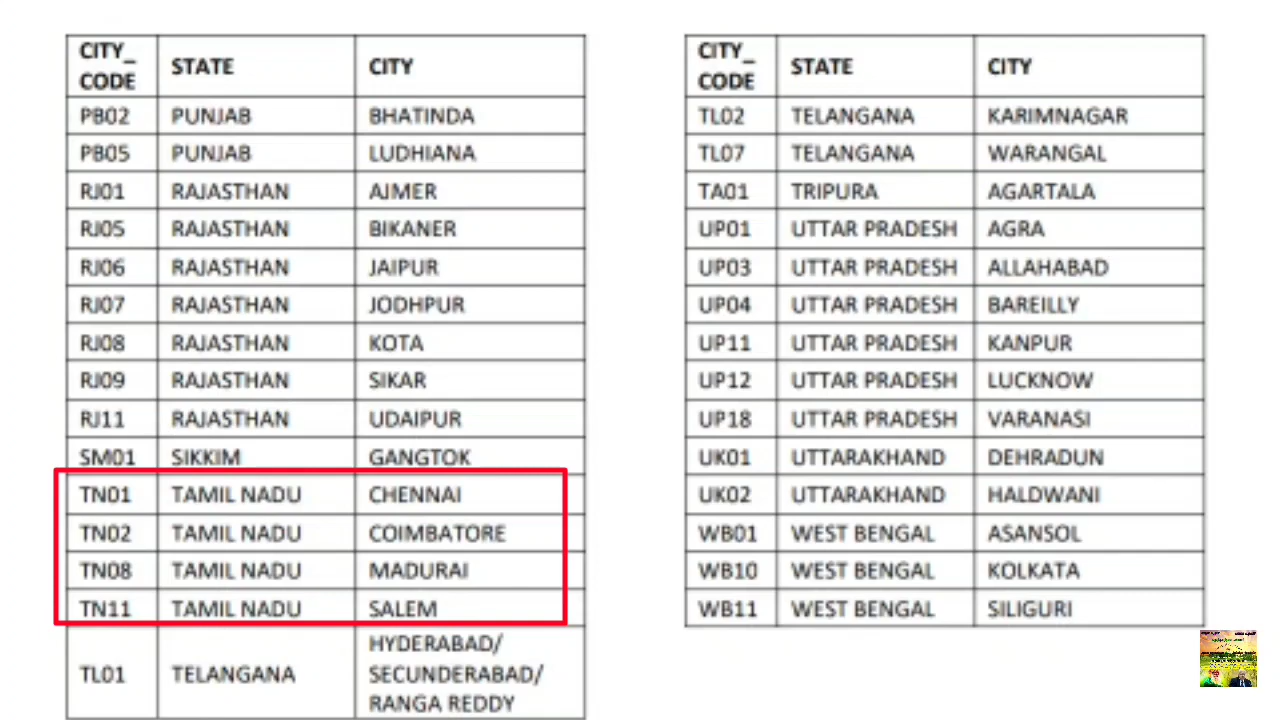 CITY_ CODE STATE CITY
PB02 PUNJAB BHATINDA
PB05 PUNJAB LUDHIANA
RJ01 RAJASTHAN AJMER
RJ05 RAJASTHAN BIKANER
RJ06 RAJASTHAN JAIPUR
RJ07 RAJASTHAN JODHPUR
RJ08 RAJASTHAN KOTA
RJ09 RAJASTHAN SIKAR
RJ11 RAJASTHAN UDAIPUR
SM01 SIKKIM GANGTOK
TN01 TAMIL NADU CHENNAI
TN02 TAMIL NADU COIMBATORE
TN08 TAMIL NADU MADURAI
TN11 TAMIL NADU SALEM
TL01 TELANGANA HYDERABAD/
SECUNDERABAD/
RANGA REDDY
CITY_ CODE STATE CITY
TL02 TELANGANA KARIMNAGAR
TL07 TELANGANA WARANGAL
TA01 TRIPURA AGARTALA
UP01 UTTAR PRADESH AGRA
UP03 UTTAR PRADESH ALLAHABAD
UP04 UTTAR PRADESH BAREILLY
UP11 UTTAR PRADESH KANPUR
UP12 UTTAR PRADESH LUCKNOW
UP18 UTTAR PRADESH VARANASI
UK01 UTTARAKHAND DEHRADUN
UK02 UTTARAKHAND HALDWANI
WB01 WEST BENGAL ASANSOL
WB10 WEST BENGAL KOLKATA
WB11 WEST BENGAL SILIGURI